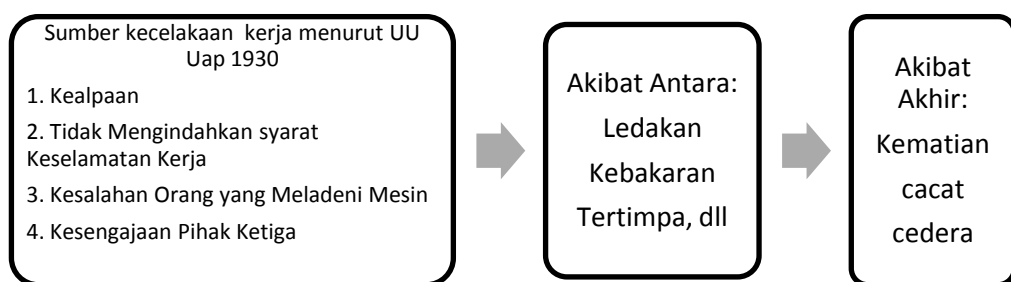 Sumber kecelakaan kerja menurut UU
Uap 1930
1. Kealpaan
2. Tidak Mengindahkan syarat
Keselamatan Kerja
3. Kesalahan Orang yang Meladeni Mesin
4. Kesengajaan Pihak Ketiga
Akibat Antara:
Ledakan
Kebakaran
Tertimpa, dll
Akibat
Akhir:
Kematian
cacat
cedera